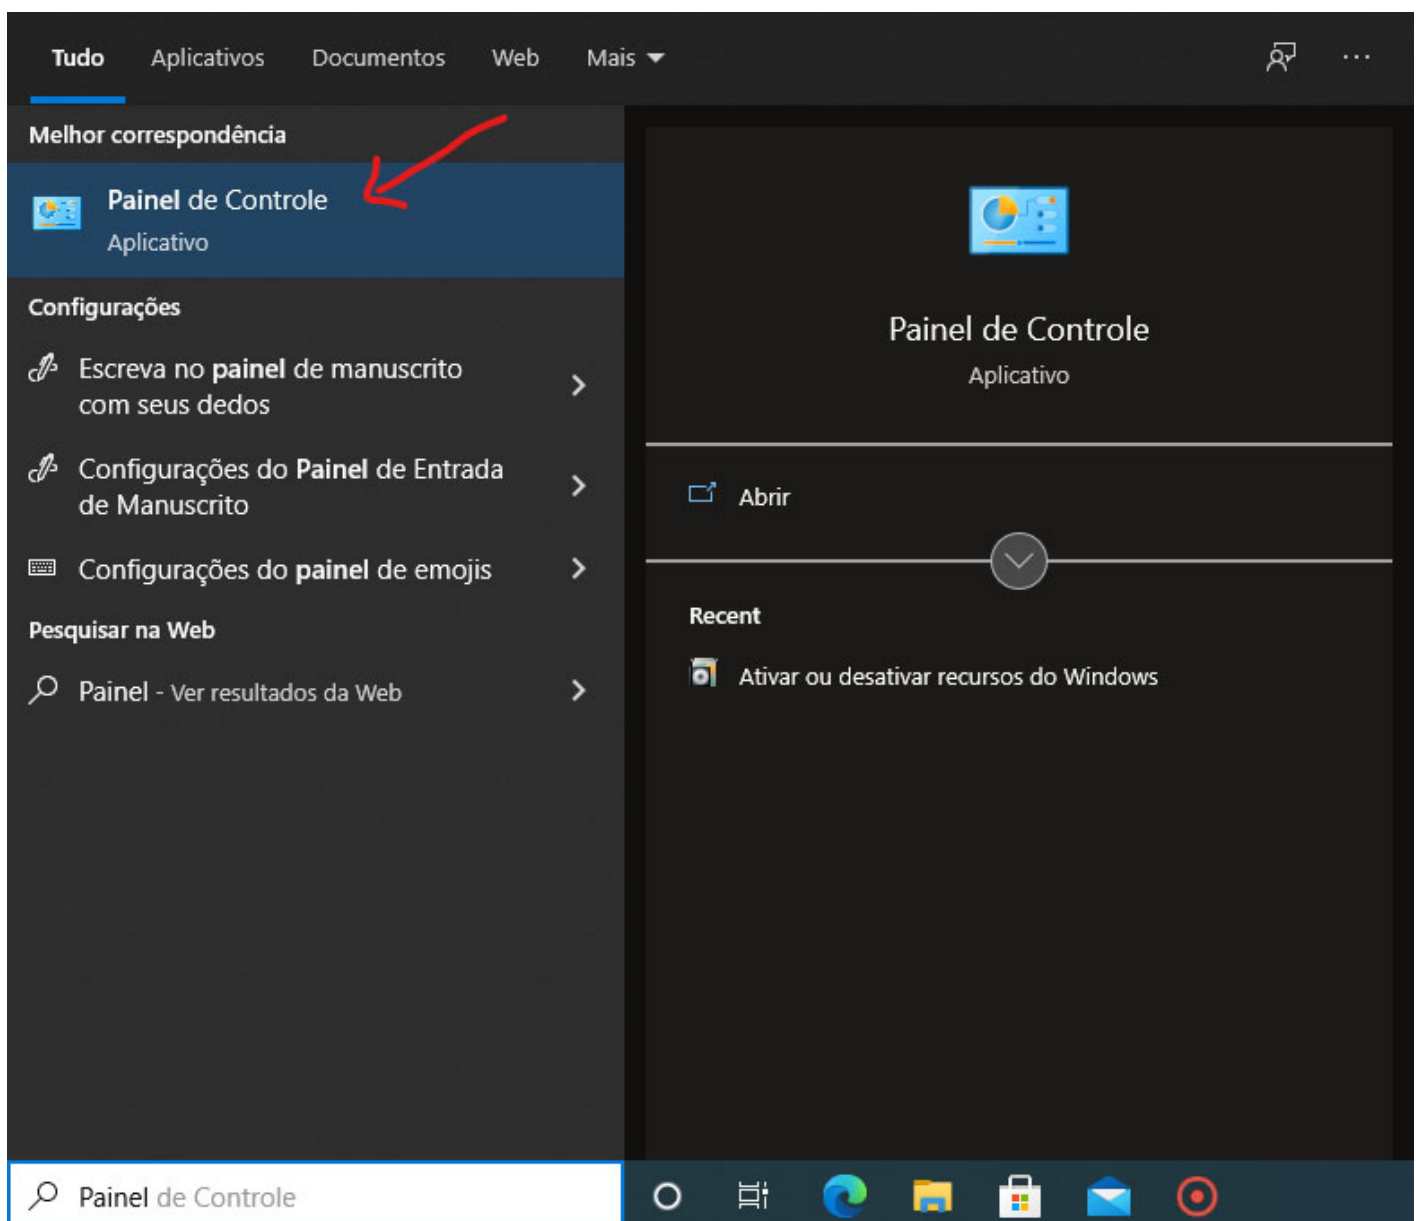 Tudo Aplicativos Documentos Web Mais
Melhor correspondência
Painel de Controle
Aplicativo
Configurações
Escreva no painel de manuscrito
com seus dedos
Configurações do Painel de Entrada
de Manuscrito
Configurações do painel de emojis
Pesquisar na Web
Painel - Ver resultados da Web
Painel de Controle
Aplicativo
Abrir
Recent
Ativar ou desativar recursos do Windows
Painel de Controle